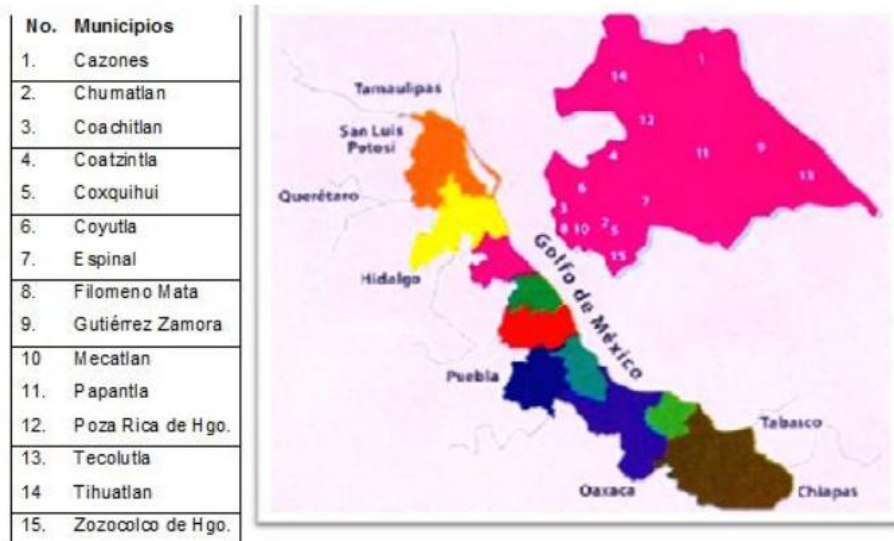 No. Municipios
1. Cazones
2. Chumatlan
3. Coachitlan
4. Coatzintla
5. Coxquihui
6. Coyutla
7. Espinal
8. Filomeno Mata
9. Gutiérrez Zamora
10 Mecatlan
11. Papantla
12. Poza Rica de Hgo.
13. Tecolutla
14 Tihuatlan
15. Zozocolco de Hgo.
Tamaulipas
San Luis
Potosí
Querétaro
Hidalgo
Puebla
Golfo de México
Tabasco
Oaxaca
Chiapas
1
14
12
4
11
9
13
6
7
3
2
8 10
5
15